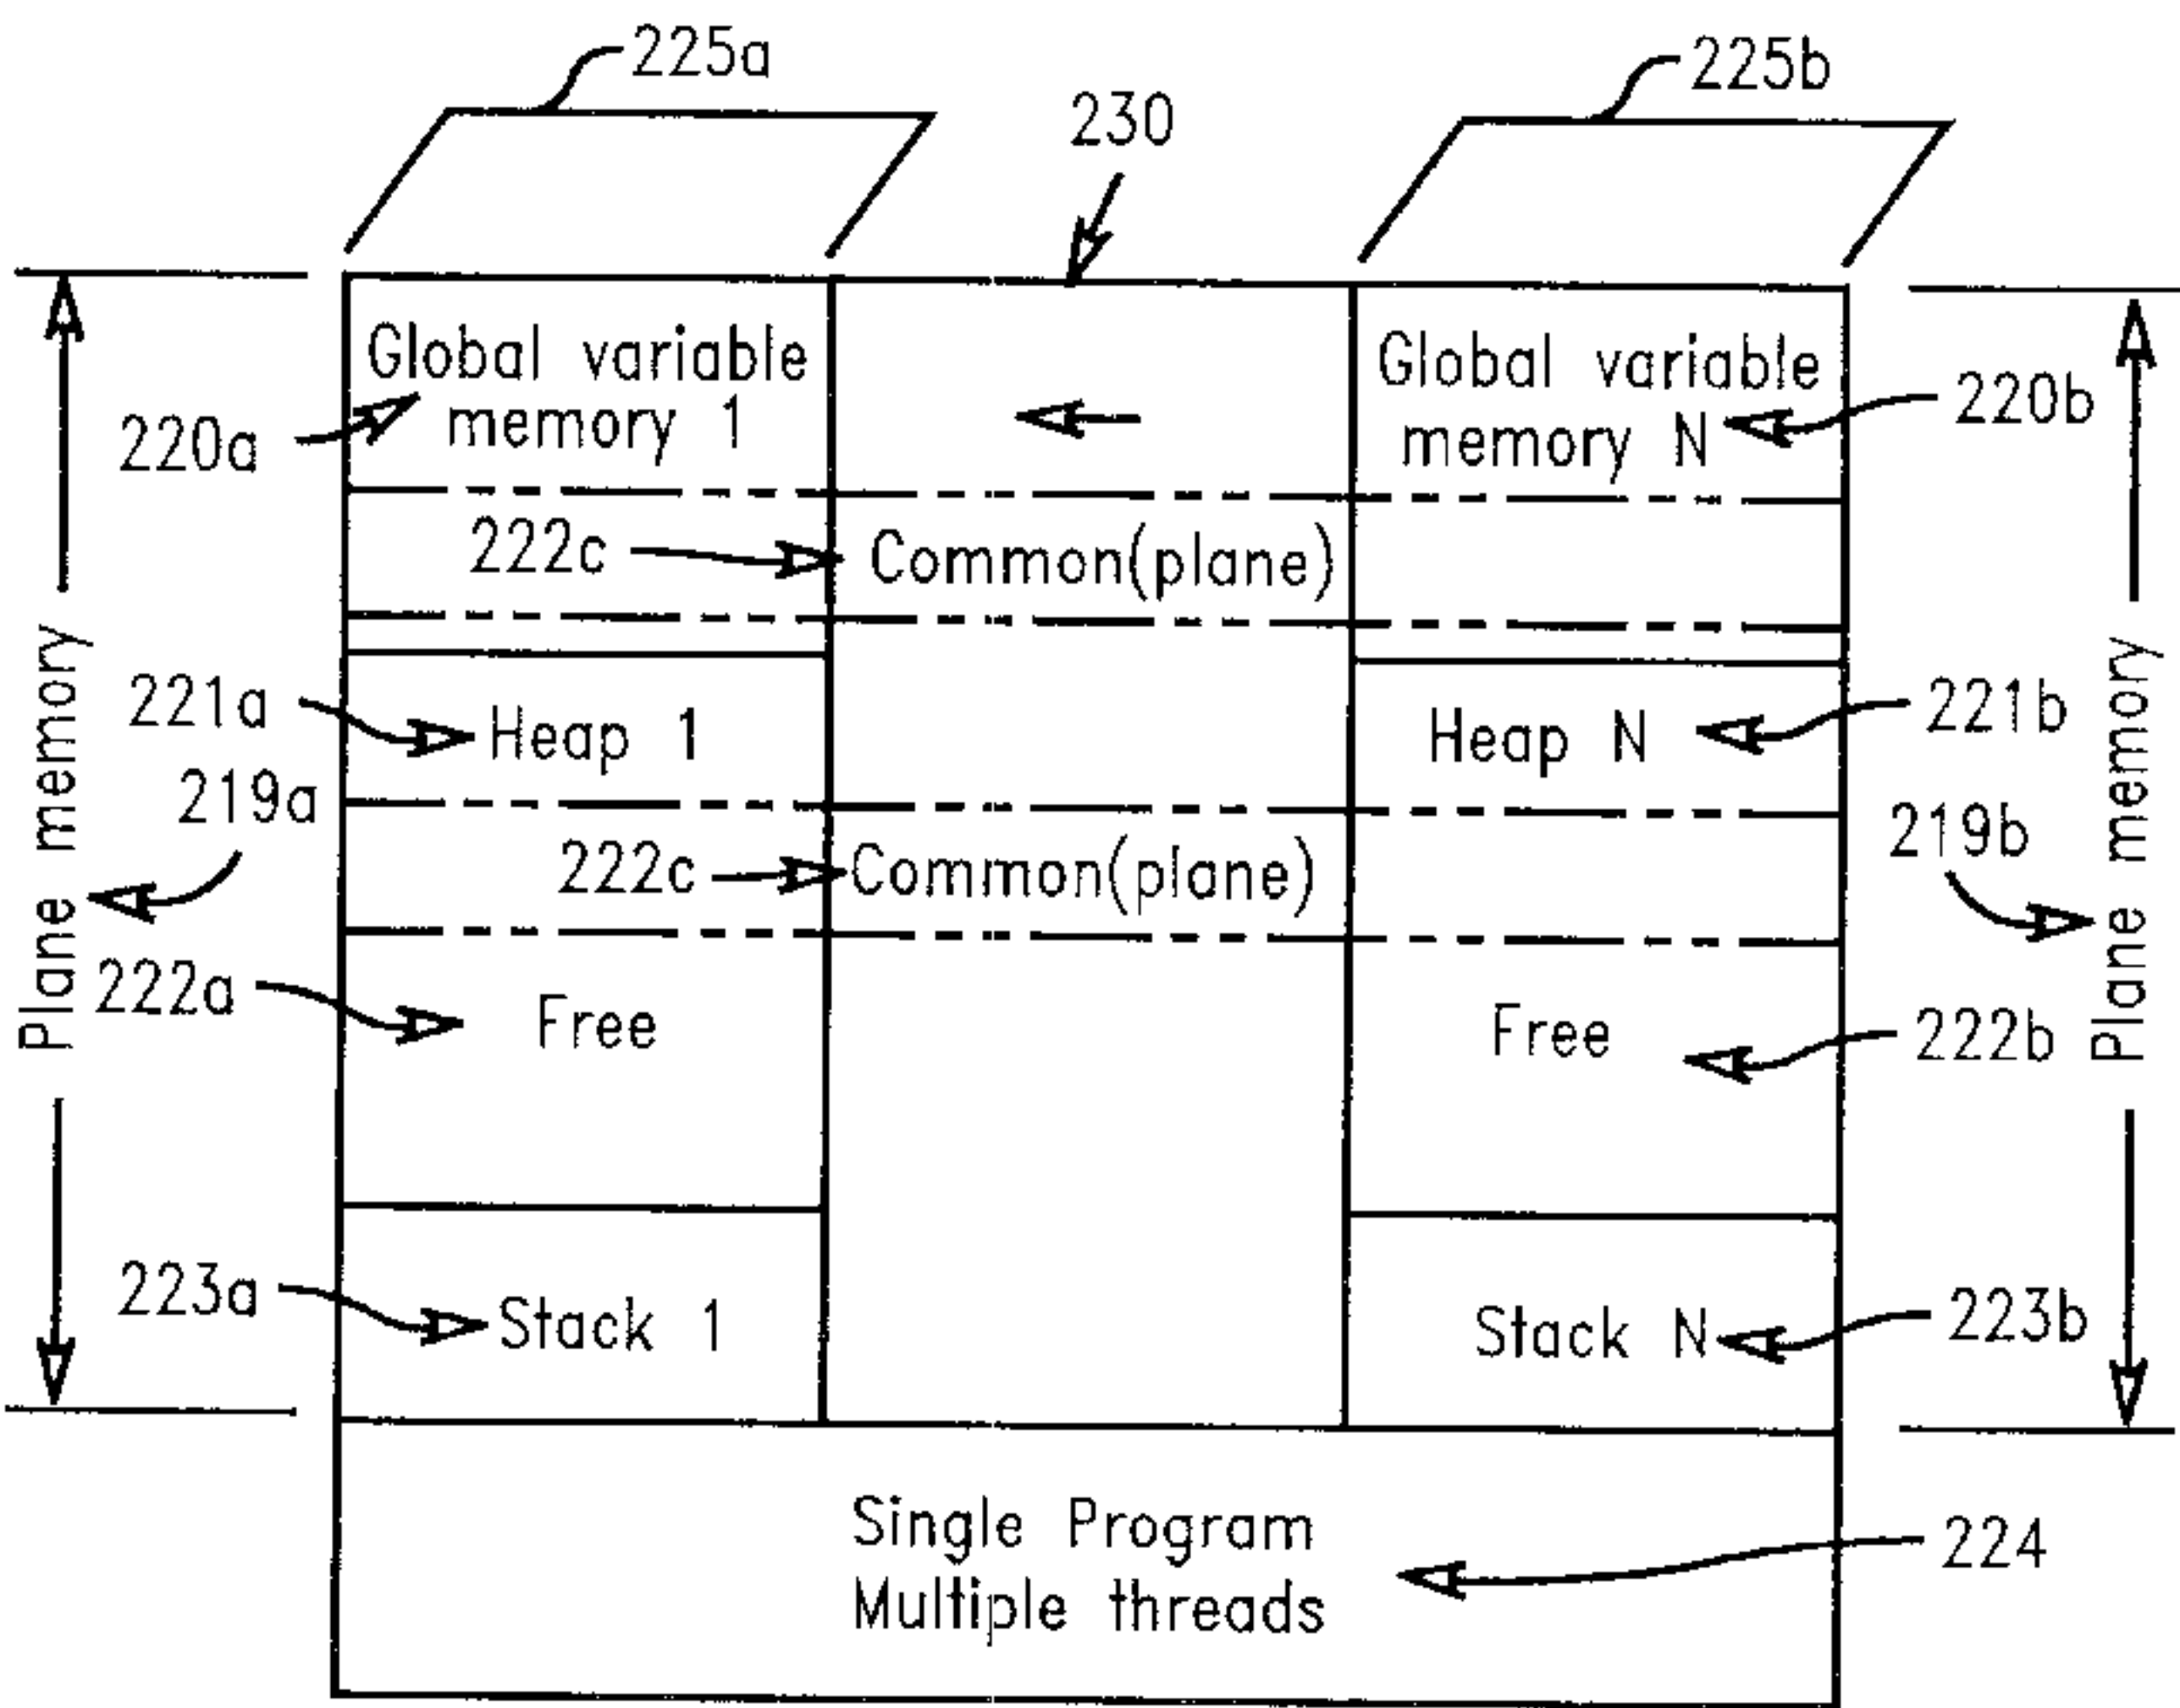 225a
225b
230
Global variable
memory 1
Global variable
memory N
220a
220b
222c
Common(plane)
Plane memory
Plane memory
221a
Heap 1
Heap N
221b
219a
219b
222c
Common(plane)
222a
Free
Free
222b
223a
Stack 1
Stack N
223b
Single Program
Multiple threads
224